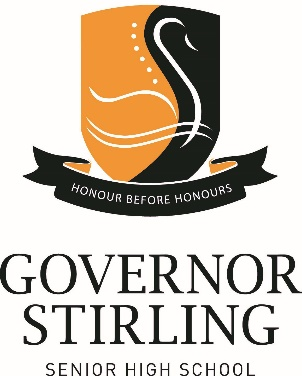 HONOUR BEFORE HONOURS
GOVERNOR
STIRLING
SENIOR HIGH SCHOOL